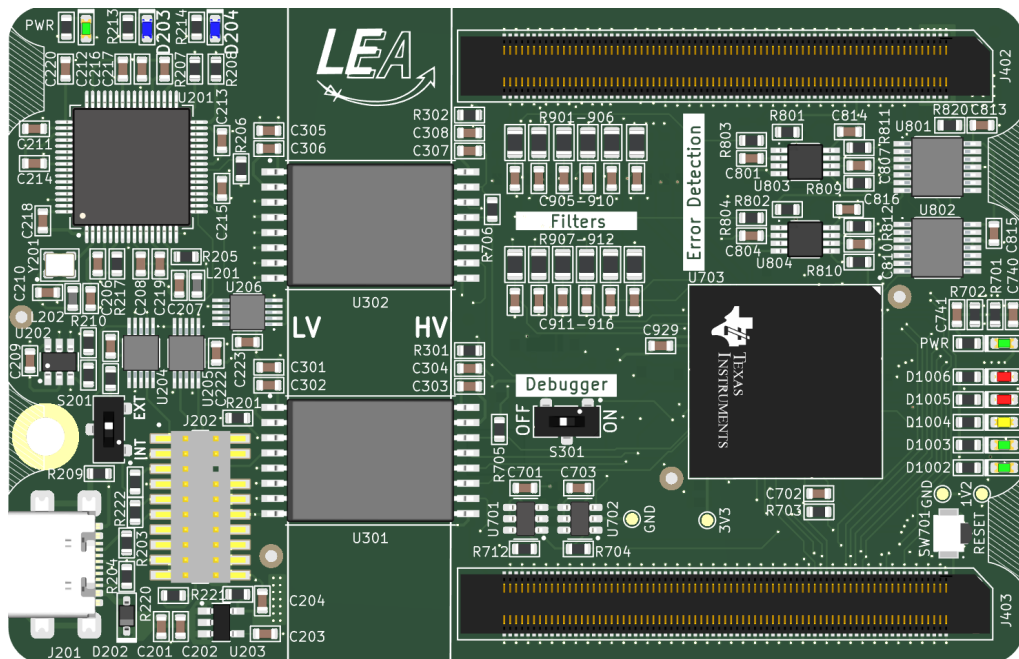 PWR
R213
D203
R214
D204
C220
C212
C216
C217
R207
R208
U201
C213
R206
C211
C214
C218
C215
Y201
C210
R205
L201
C206
R217
C208
C219
C207
U206
L202
R210
U202
C209
S201
U204
U205
C222
C223
EXT
INT
R201
J202
R209
R222
R203
R204
R220
R221
C204
C203
J201
D202
C201
C202
U203
LEA
C305
C306
R302
C308
C307
U302
R706
LV
HV
C301
C302
R301
C304
C303
U301
R705
R901-906
C905-910
Filters
R907-912
C911-916
C929
Debugger
OFF
ON
S301
C701
C703
U701
U702
R712
R704
GND
3V3
Error Detection
J402
R803
R801
C814
C807
R811
U801
R820
C813
C801
U803
R809
C816
R804
R802
C804
U804
R810
C810
R812
U802
C815
U703
TEXAS
INSTRUMENTS
C741
R702
R701
C740
PWR
D1006
D1005
D1004
D1003
D1002
C702
R703
GND
1V2
SW701
RESET
J403